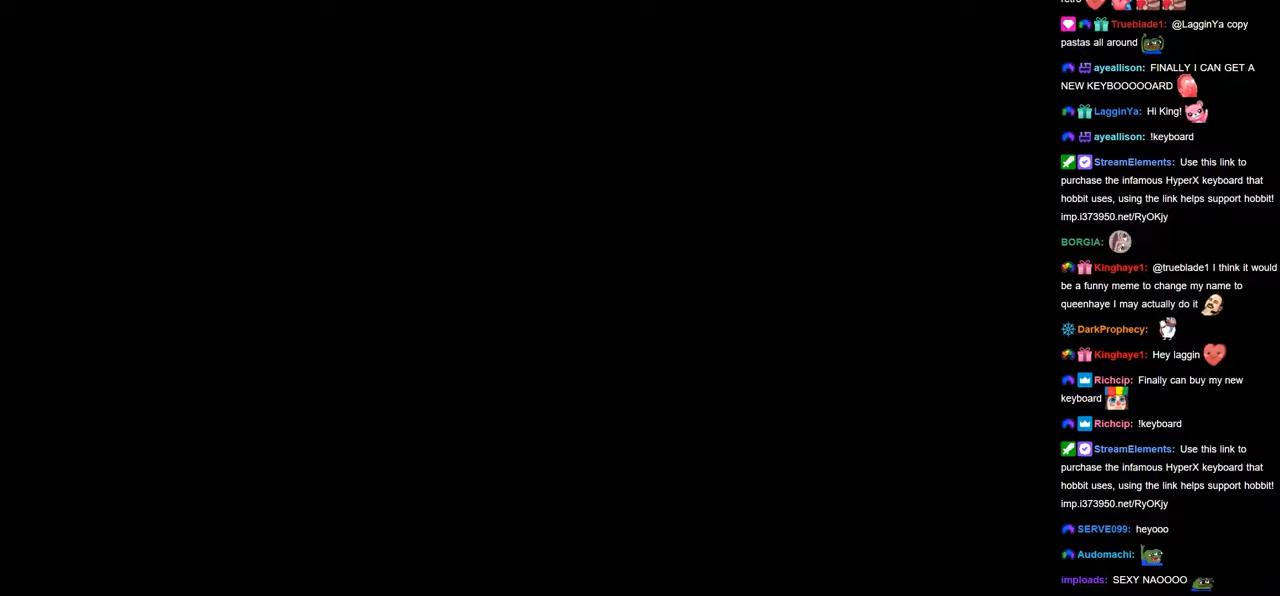 retro
Trueblade1: @LagginYa copy
pastas all around
ayeallison: FINALLY I CAN GET A
NEW KEYBOOOOOARD
LagginYa: Hi King!
ayeallison: !keyboard
StreamElements: Use this link to
purchase the infamous HyperX keyboard that
hobbit uses, using the link helps support hobbit!
imp.i373950.net/RyOKjy
BORGIA:
Kinghaye1: @trueblade1 I think it would
be a funny meme to change my name to
queenhaye I may actually do it
DarkProphecy:
Kinghaye1: Hey laggin
Richcip: Finally can buy my new
keyboard
Richcip: !keyboard
StreamElements: Use this link to
purchase the infamous HyperX keyboard that
hobbit uses, using the link helps support hobbit!
imp.i373950.net/RyOKjy
SERVE099: heyooo
Audomachi:
imploads: SEXY NAOOOO